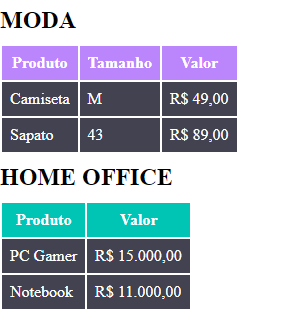 MODA
Produto Tamanho Valor
Camiseta M R$ 49,00
Sapato 43 R$ 89,00
HOME OFFICE
Produto Valor
PC Gamer R$ 15.000,00
Notebook R$ 11.000,00